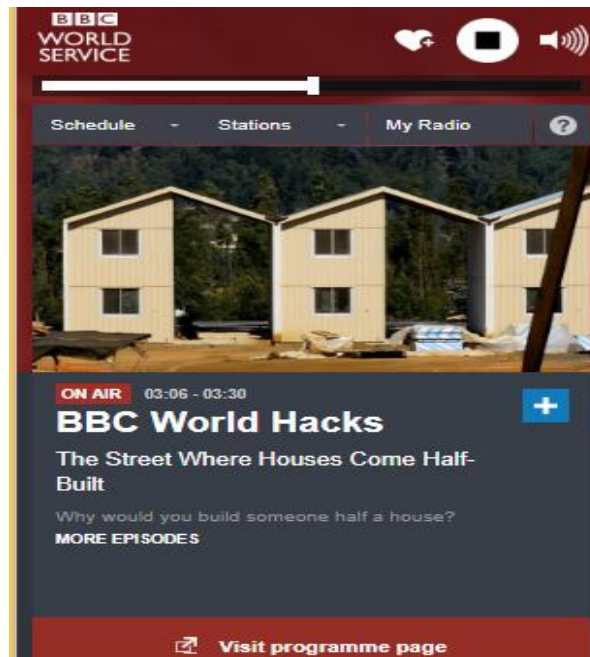 BBC
WORLD
SERVICE
Schedule Stations My Radio ?
ON AIR 03:06 - 03:30
BBC World Hacks
The Street Where Houses Come Half-
Built
Why would you build someone half a house?
MORE EPISODES
Visit programme page